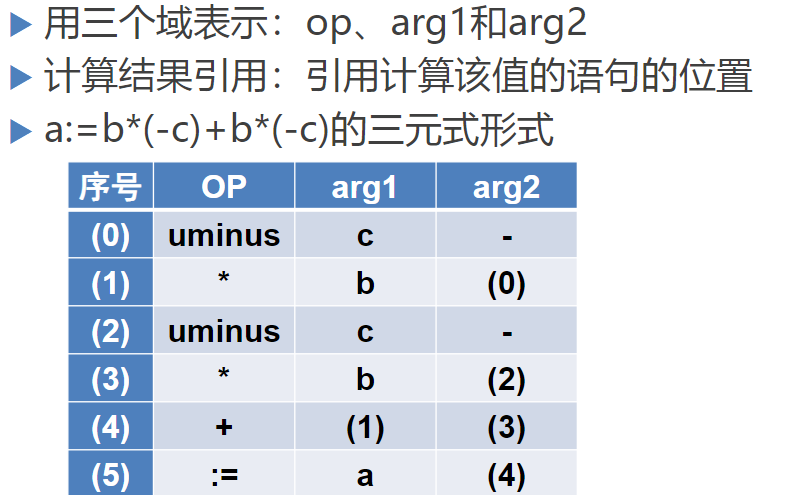 用三个域表示：op、arg1和arg2
计算结果引用：引用计算该值的语句的位置
a:=b*(-c)+b*(-c)的三元式形式
序号 OP arg1 arg2
(0) uminus c -
(1) * b (0)
(2) uminus c -
(3) * b (2)
(4) + (1) (3)
(5) := a (4)